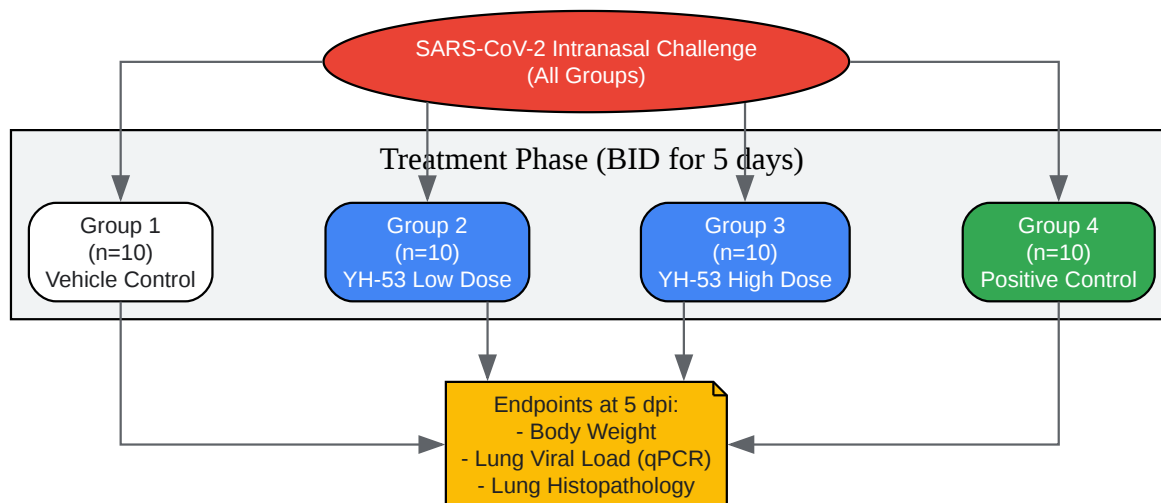 SARS-CoV-2 Intranasal Challenge
(All Groups)
Treatment Phase (BID for 5 days)
Group 1
(n=10)
Vehicle Control
Group 2
(n=10)
YH-53 Low Dose
Group 3
(n=10)
YH-53 High Dose
Group 4
(n=10)
Positive Control
Endpoints at 5 dpi:
- Body Weight
- Lung Viral Load (qPCR)
- Lung Histopathology